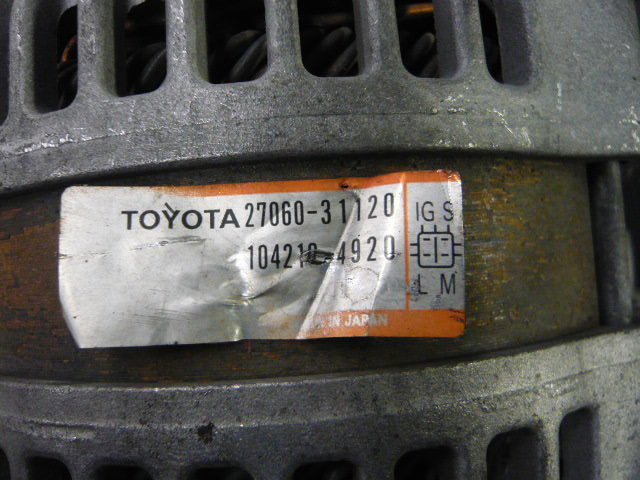 TOYOTA 27060-31120
104210-4920
IG S
L M
IN JAPAN